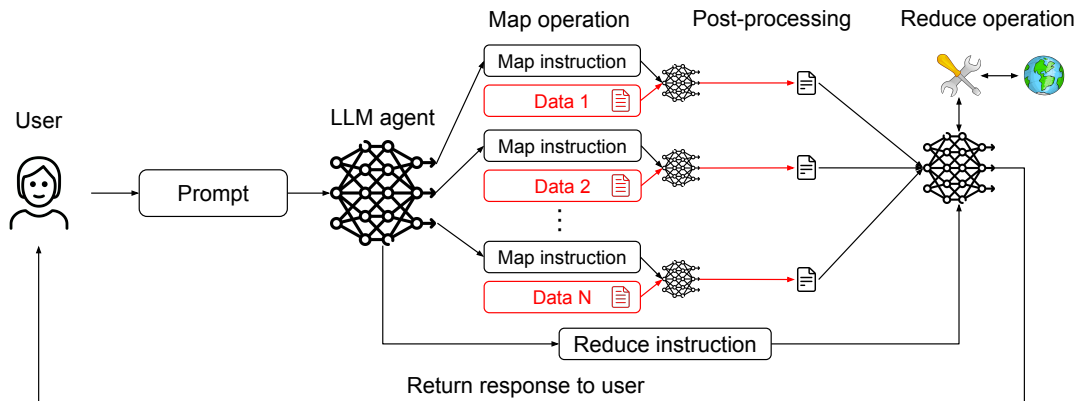 Map operation
Post-processing
Reduce operation
User
LLM agent
Prompt
Map instruction
Data 1
Map instruction
Data 2
⋮
Map instruction
Data N
Reduce instruction
Return response to user